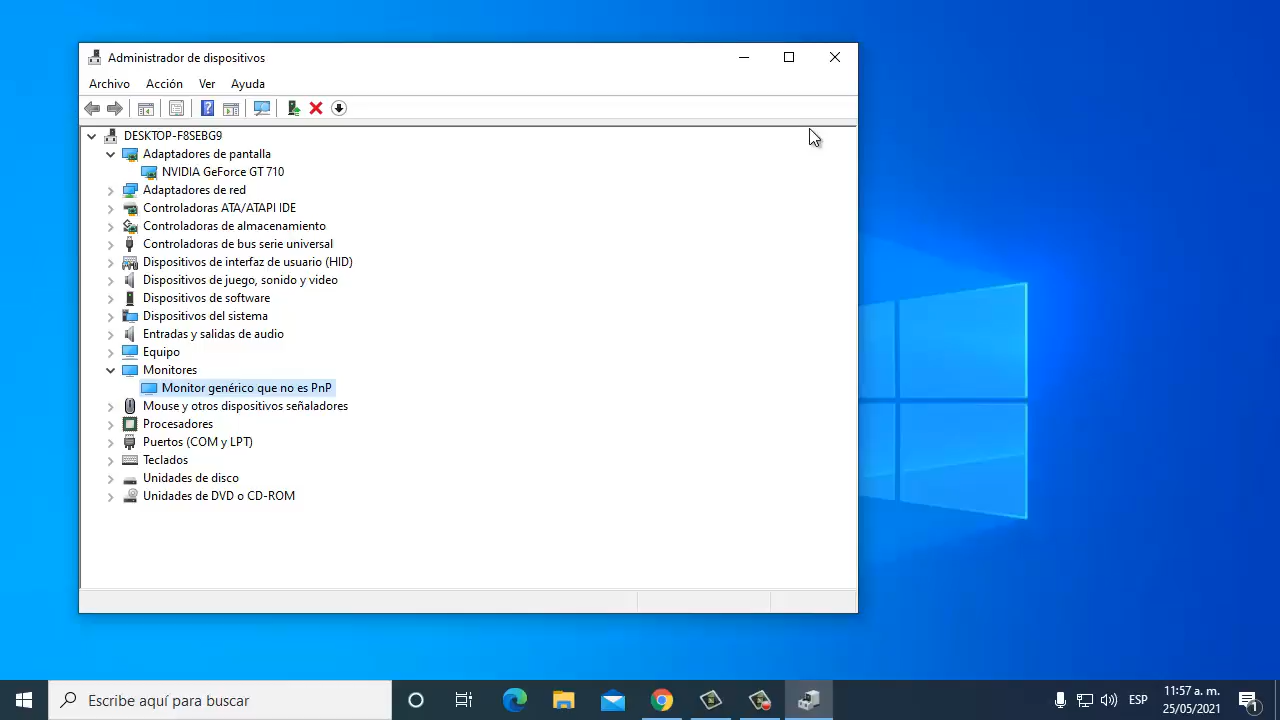 Administrador de dispositivos
Archivo Acción Ver Ayuda
DESKTOP-F8SEBG9
Adaptadores de pantalla
NVIDIA GeForce GT 710
Adaptadores de red
Controladoras ATA/ATAPI IDE
Controladoras de almacenamiento
Controladoras de bus serie universal
Dispositivos de interfaz de usuario (HID)
Dispositivos de juego, sonido y video
Dispositivos de software
Dispositivos del sistema
Entradas y salidas de audio
Equipo
Monitores
Monitor genérico que no es PnP
Mouse y otros dispositivos señaladores
Procesadores
Puertos (COM y LPT)
Teclados
Unidades de disco
Unidades de DVD o CD-ROM
Escribe aquí para buscar
ESP
11:57 a. m.
25/05/2021
1